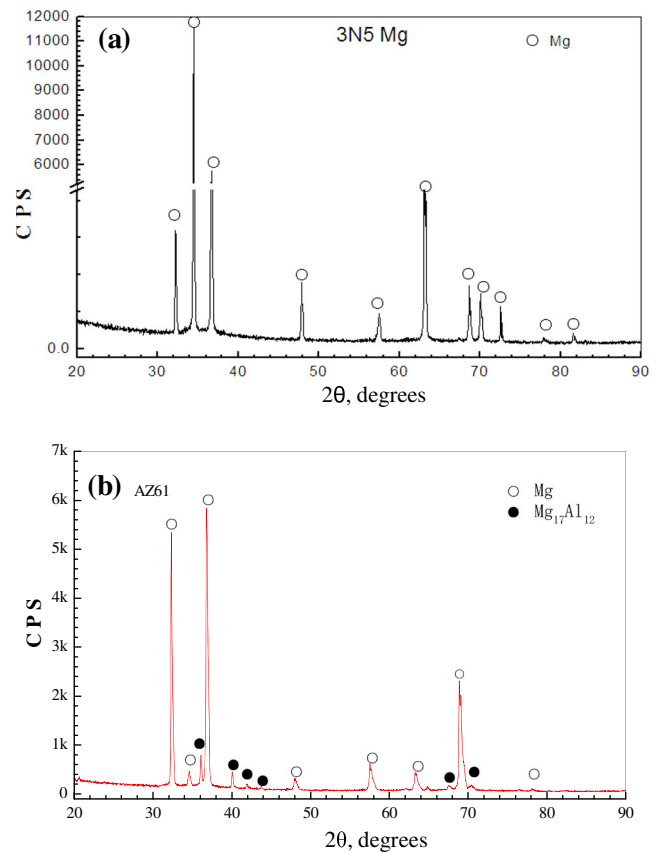 12000
(a)
3N5 Mg
Mg
11000
10000
9000
8000
7000
6000
C P S
0.0
20 30 40 50 60 70 80 90
2θ, degrees
7k
(b) AZ61
Mg
Mg17Al12
6k
5k
4k
C P S
3k
2k
1k
0
20 30 40 50 60 70 80 90
2θ, degrees